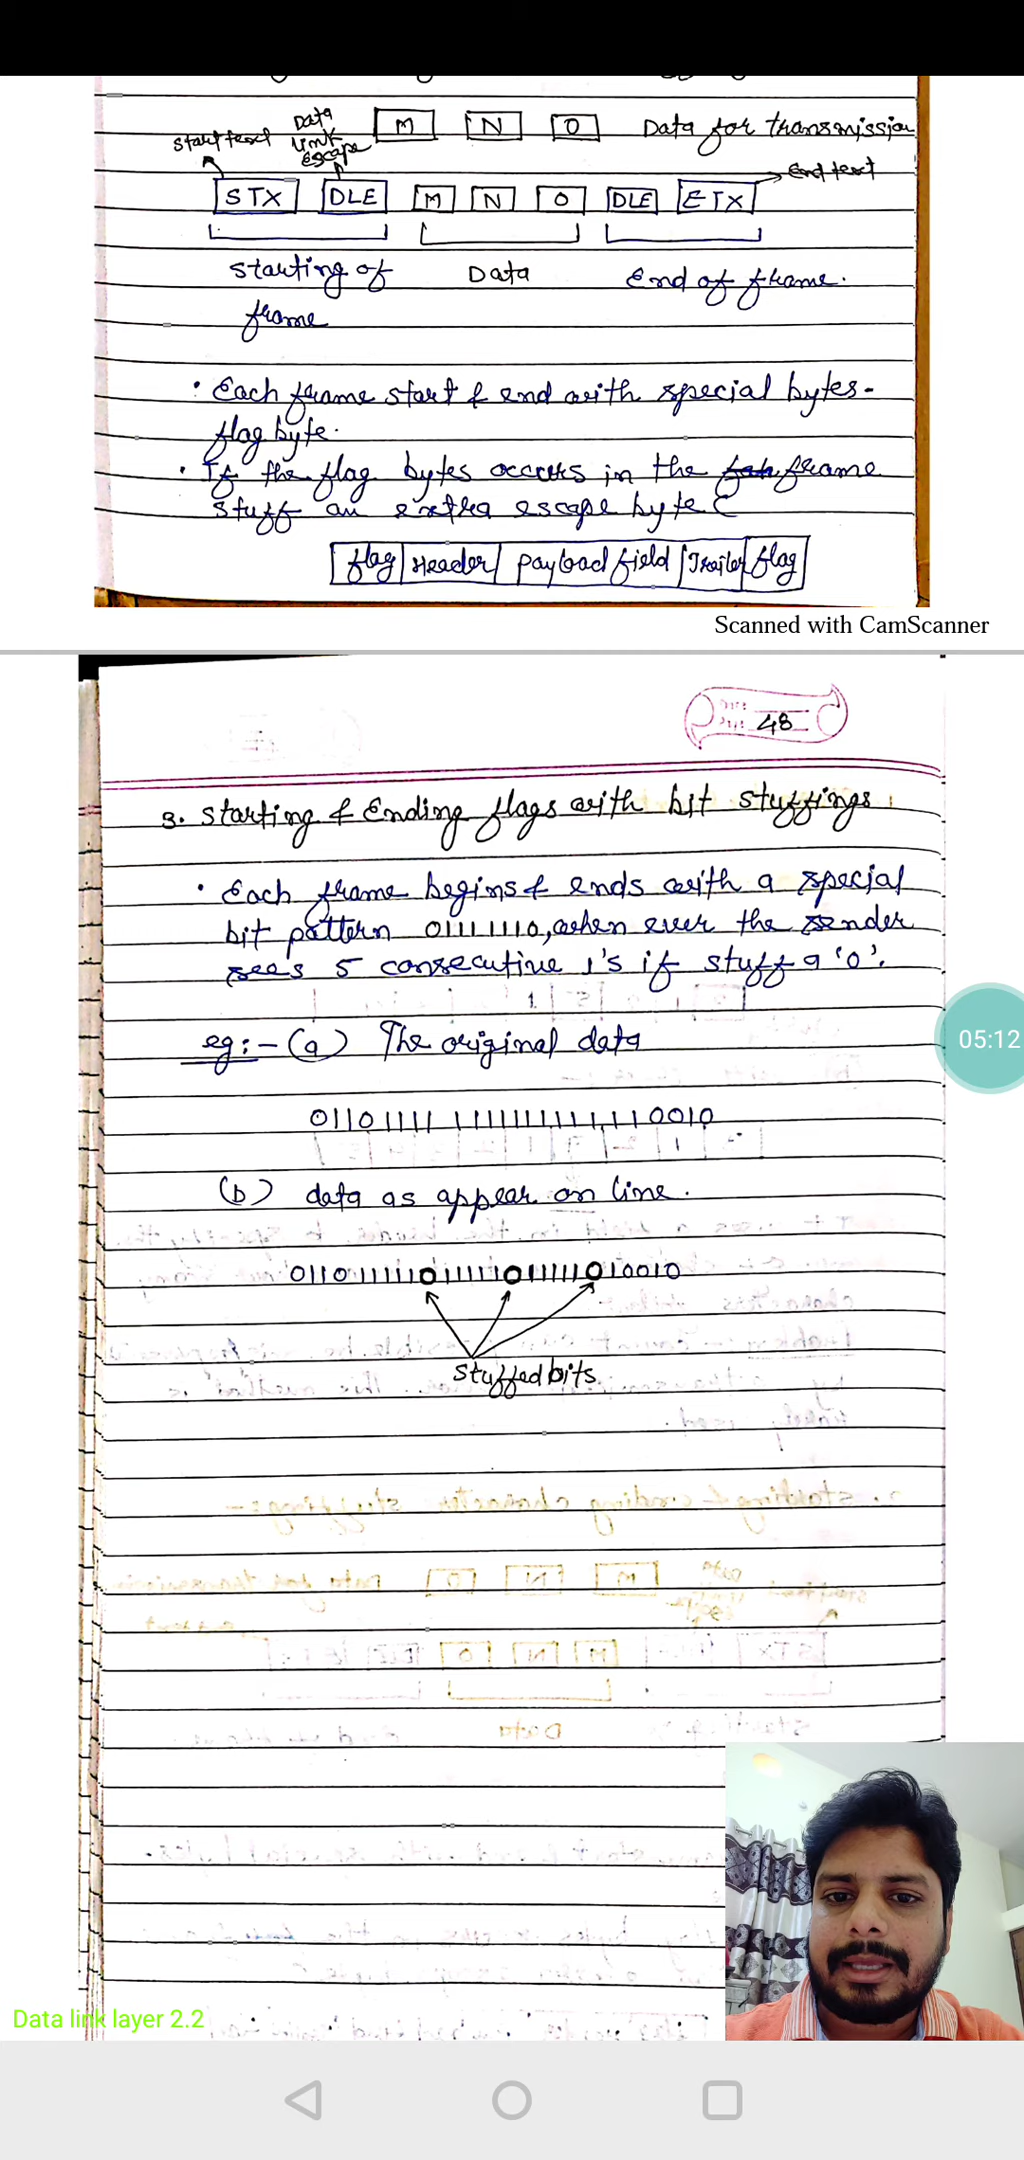 M N O Data for transmission
Start text Data link escape
End text
STX DLE M N O DLE ETX
Starting of frame Data End of frame.
• Each frame start & end with special bytes-
flag byte.
• If the flag bytes occurs in the frame
stuff an extra escape byte (
flag Header payload field Trailer flag
Scanned with CamScanner
48
3. Starting & Ending flags with bit stuffings
• Each frame begins & ends with a special
bit pattern 01111110, when ever the sender
sees 5 consecutive 1's it stuff a '0'.
05:12
eg:- (a) The original data
(b) data as appear on line.
Stuffed bits
Data link layer 2.2